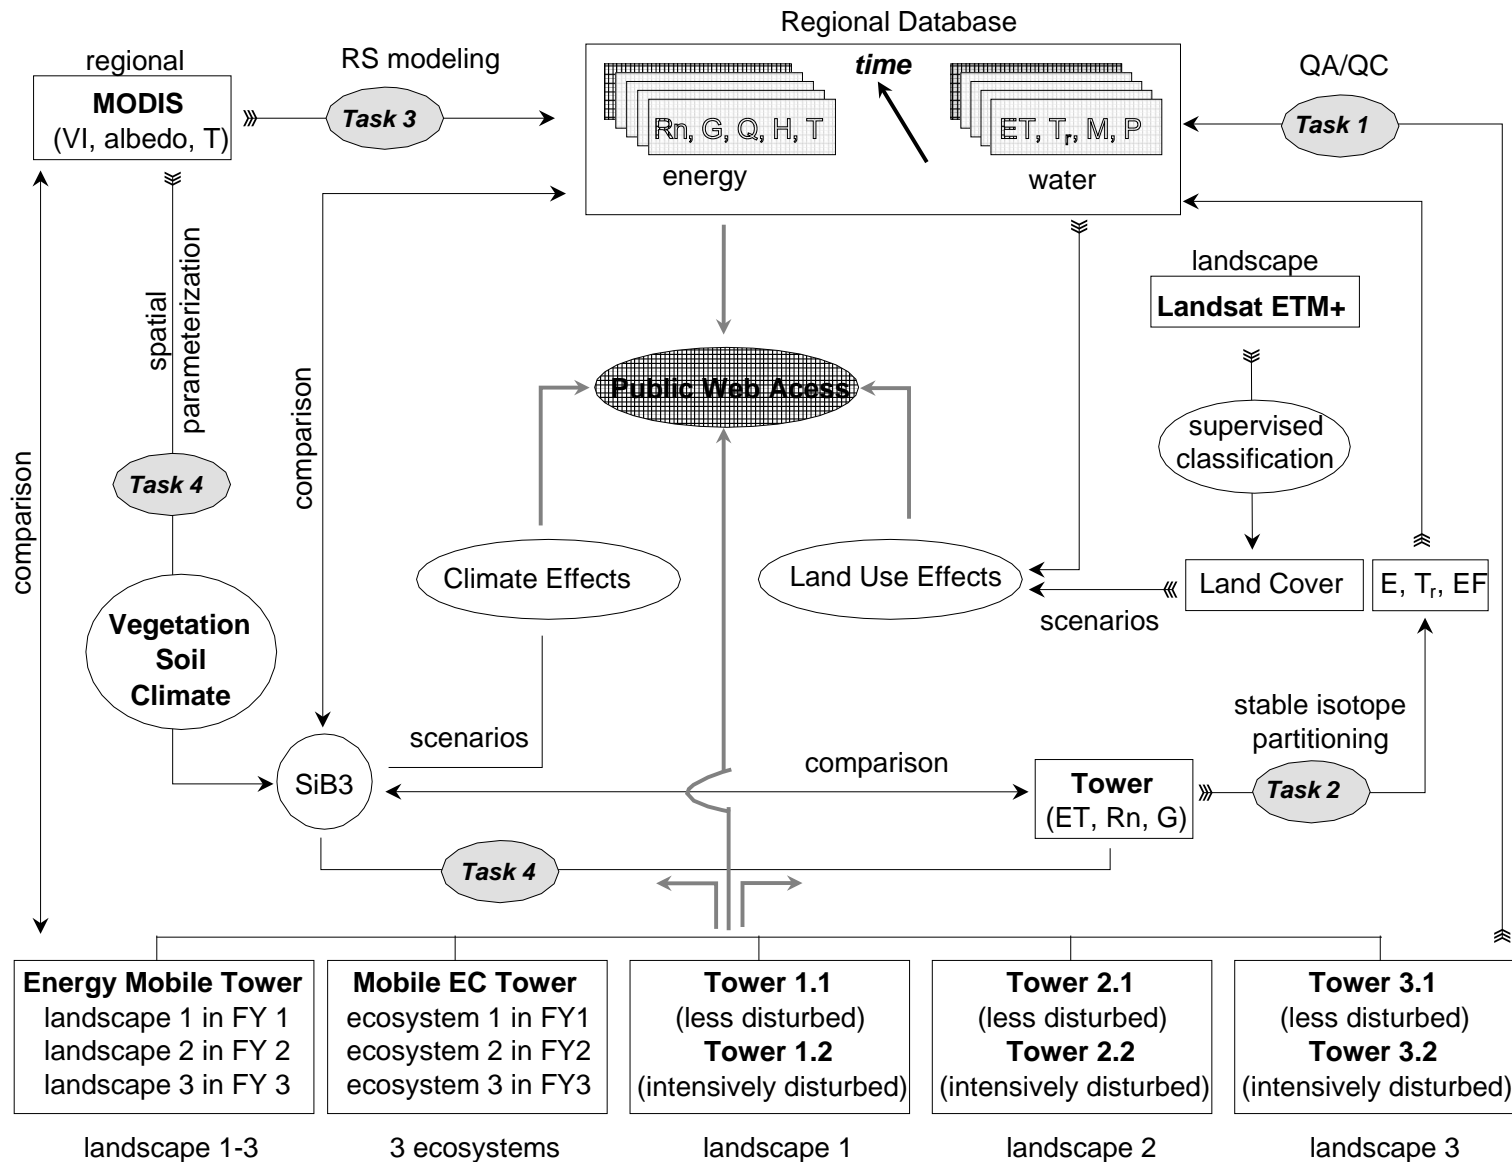 Regional Database
regional
MODIS
(VI, albedo, T)
RS modeling
Task 3
time
Rn, G, Q, H, T
energy
ET, Tr, M, P
water
QA/QC
Task 1
spatial
parameterization
comparison
Task 4
comparison
Public Web Acess
landscape
Landsat ETM+
supervised
classification
Climate Effects
Land Use Effects
Land Cover
E, Tr, EF
scenarios
Vegetation
Soil
Climate
scenarios
SiB3
comparison
stable isotope
partitioning
Tower
(ET, Rn, G)
Task 2
Task 4
Energy Mobile Tower
landscape 1 in FY 1
landscape 2 in FY 2
landscape 3 in FY 3
landscape 1-3
Mobile EC Tower
ecosystem 1 in FY1
ecosystem 2 in FY2
ecosystem 3 in FY3
3 ecosystems
Tower 1.1
(less disturbed)
Tower 1.2
(intensively disturbed)
landscape 1
Tower 2.1
(less disturbed)
Tower 2.2
(intensively disturbed)
landscape 2
Tower 3.1
(less disturbed)
Tower 3.2
(intensively disturbed)
landscape 3